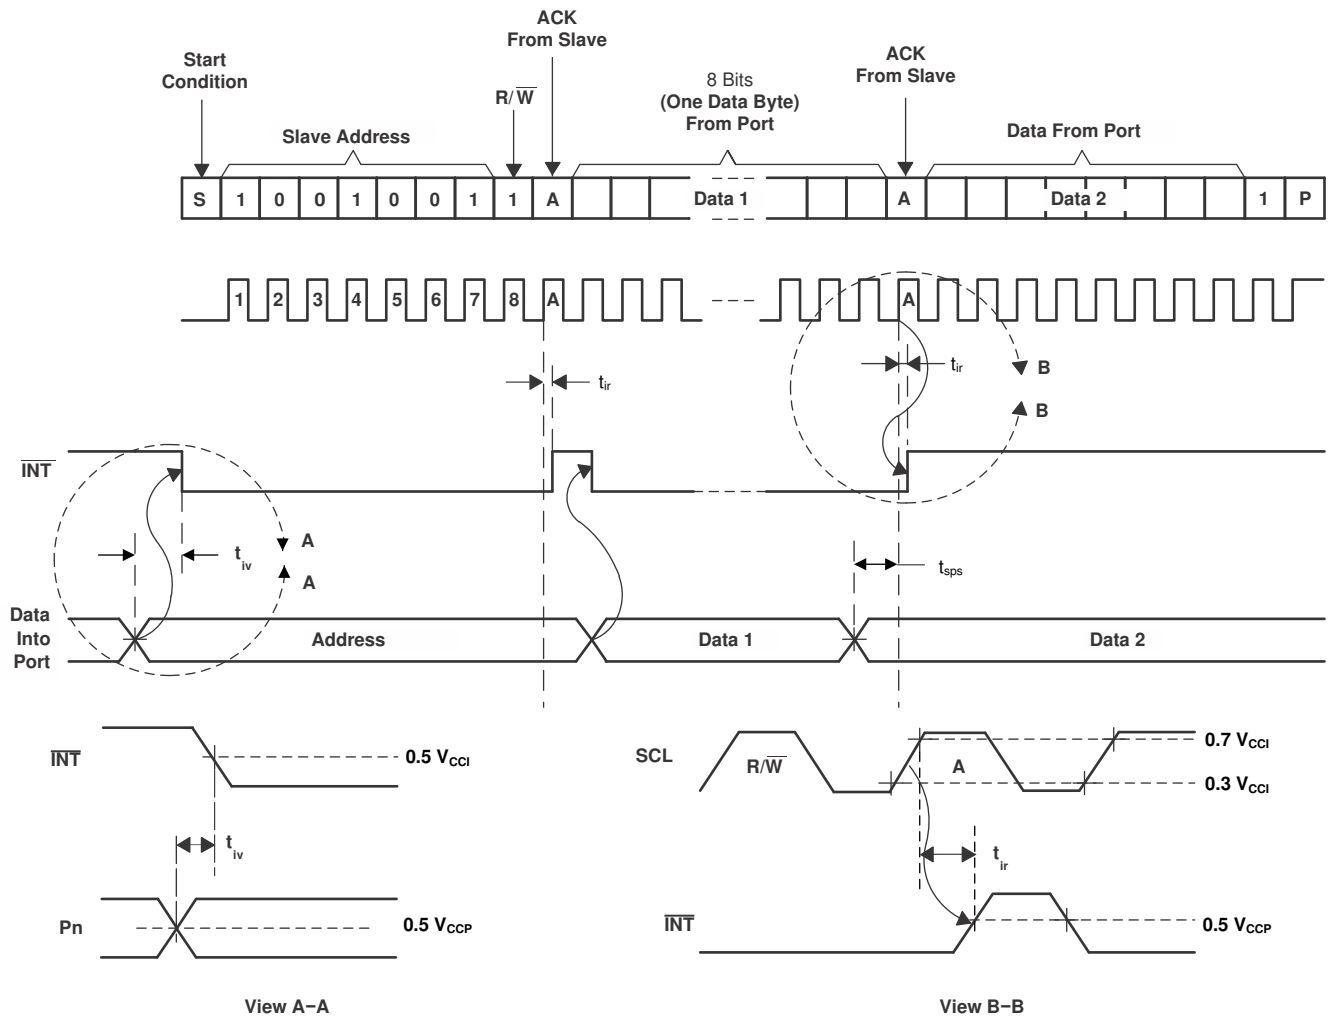 ACK
From Slave
Start
Condition
R/W̅
ACK
From Slave
8 Bits
(One Data Byte)
From Port
Slave Address
Data From Port
S 1 0 0 1 0 0 1 1 A Data 1 A Data 2 1 P
1 2 3 4 5 6 7 8 A A
tir
tir
B
B
I̅N̅T̅
A
tiv
A
tsps
Data
Into
Port
Address
Data 1
Data 2
I̅N̅T̅
0.5 VCCI
SCL
R/W̅
A
0.7 VCCI
0.3 VCCI
tiv
tir
Pn
0.5 VCCP
I̅N̅T̅
0.5 VCCP
View A–A
View B–B